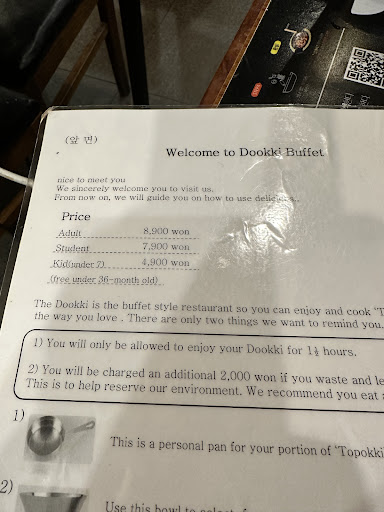 (앞 면)
Welcome to Dookki Buffet
nice to meet you
We sincerely welcome you to visit us.
From now on, we will guide you on how to use
Price
Adult 8,900 won
Student 7,900 won
Kid(under 7) 4,900 won
(free under 36-month old)
The Dookki is the buffet style restaurant so you can enjoy and cook "T
the way you love . There are only two things we want to remind you.
1) You will only be allowed to enjoy your Dookki for 1½ hours.
2) You will be charged an additional 2,000 won if you waste and le
This is to help reserve our environment. We recommend you eat a
1)
This is a personal pan for your portion of 'Topokki
2)
Use this bowl to select